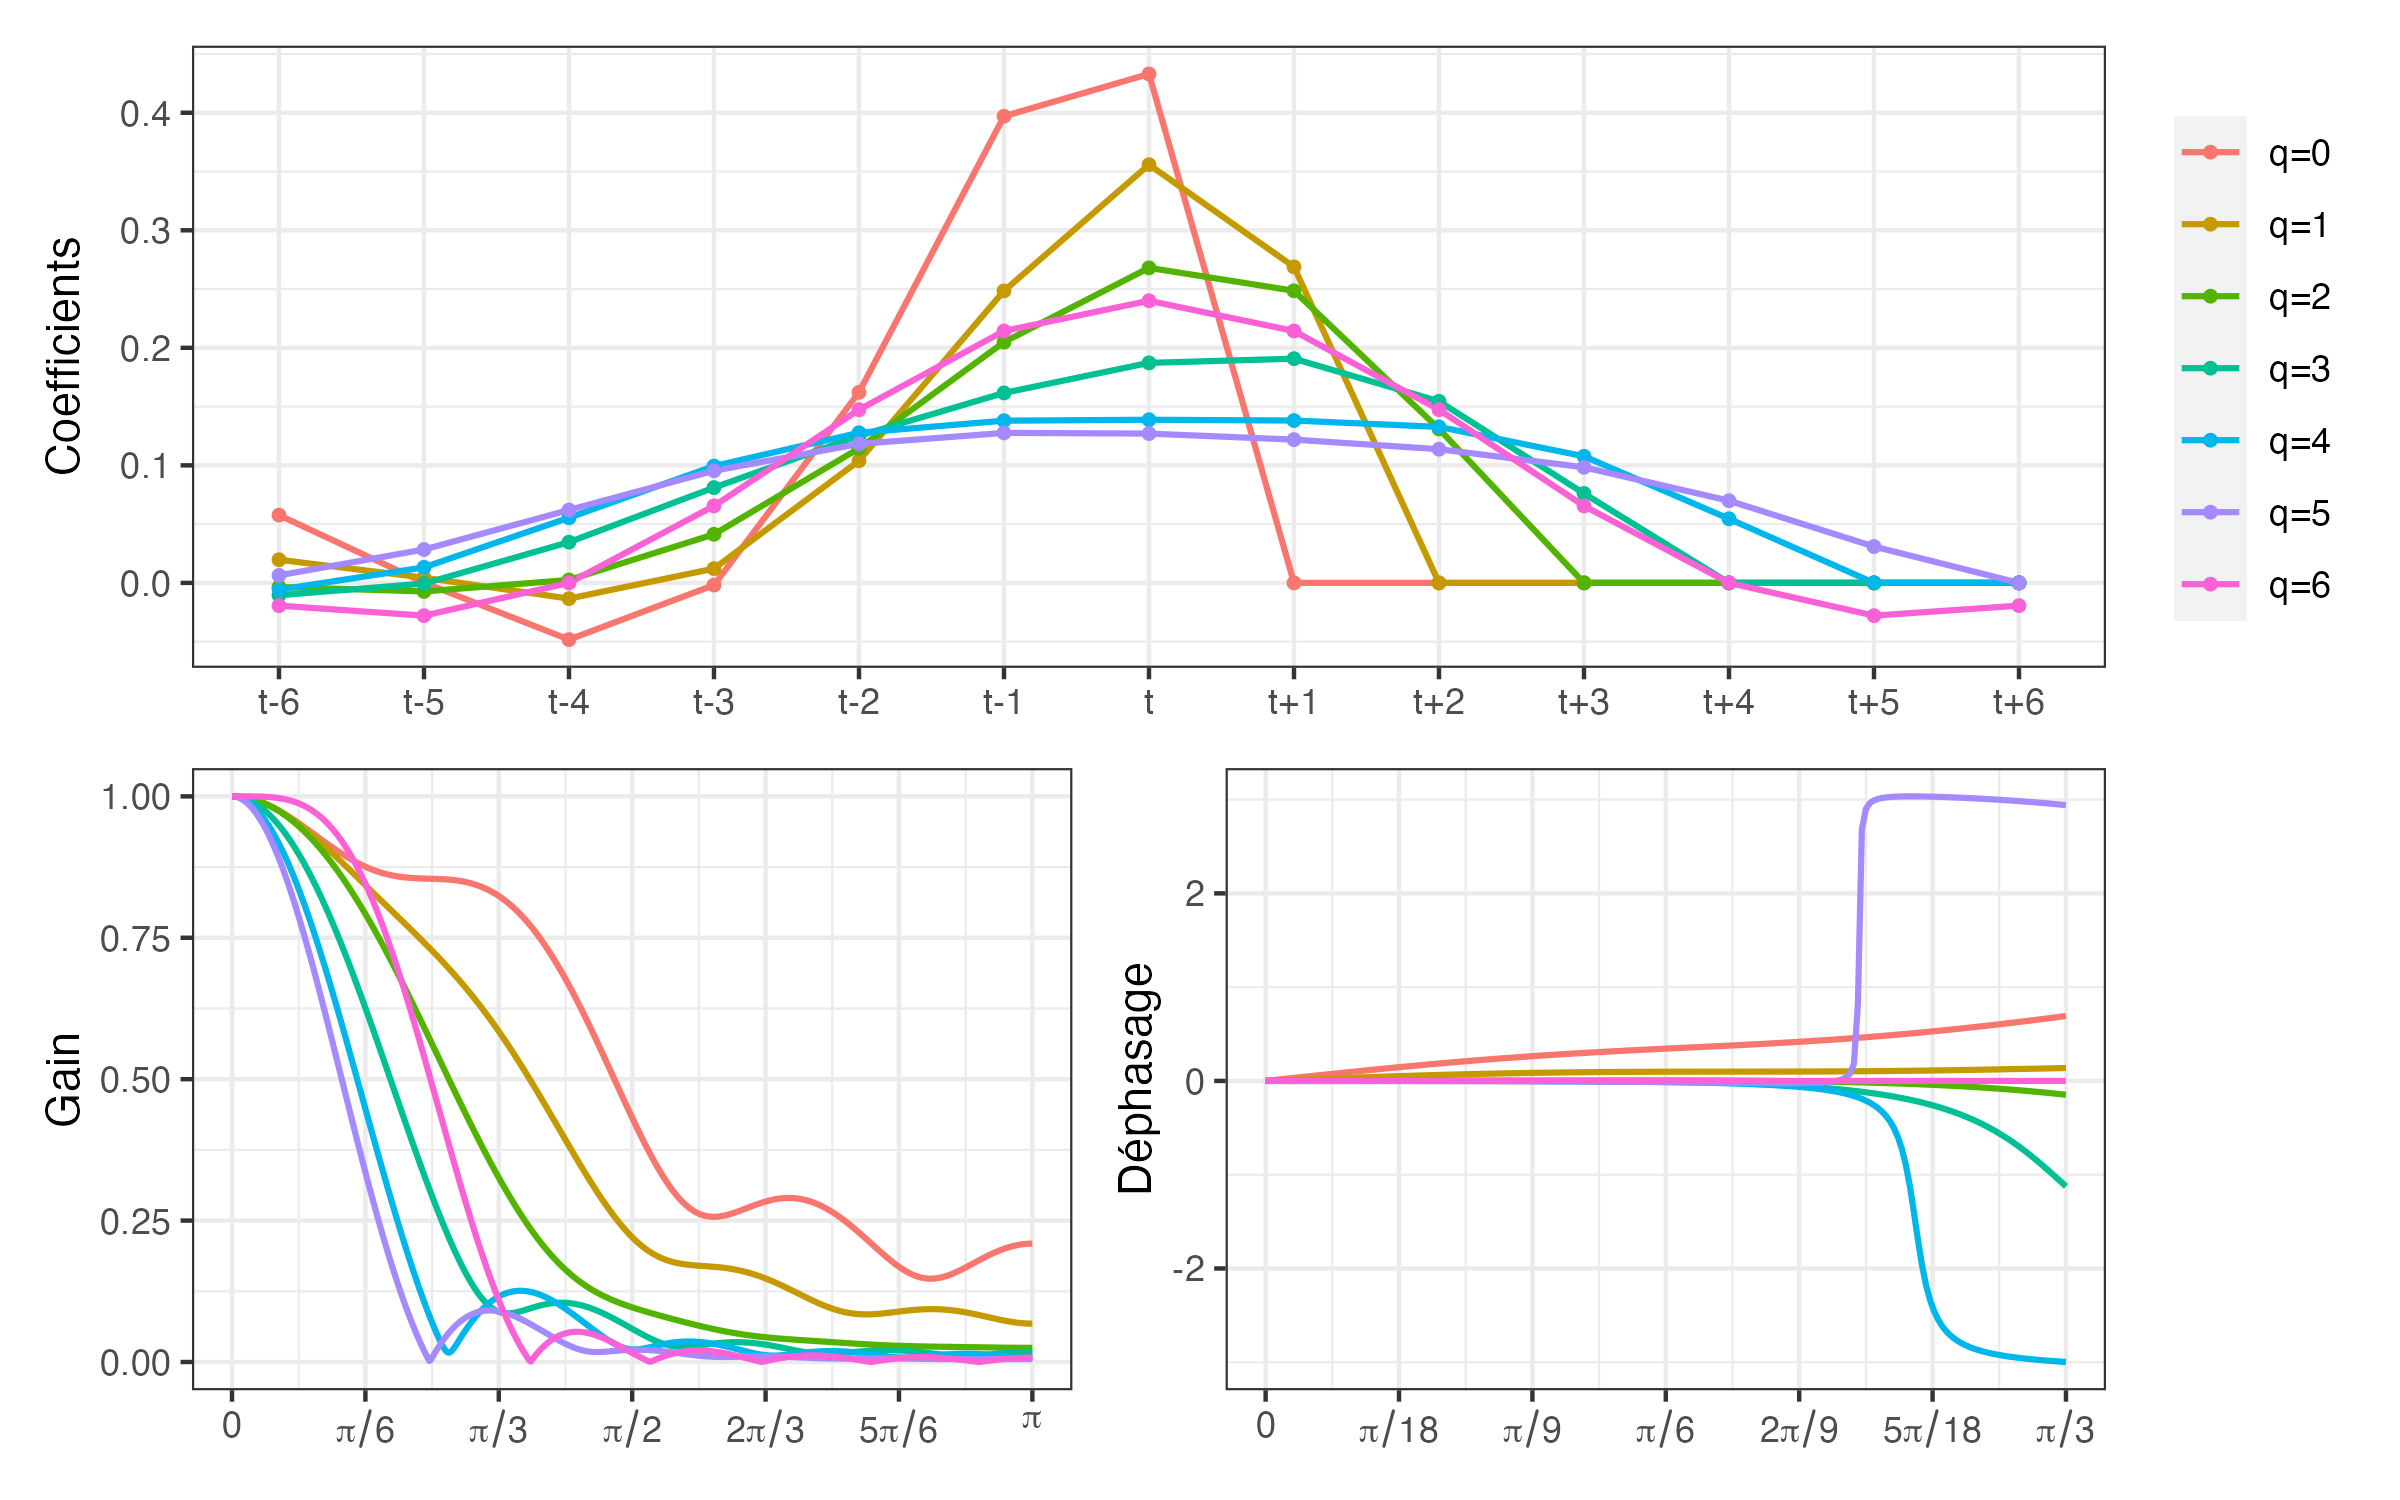 Coefficients
0.4
0.3
0.2
0.1
0.0
t-6 t-5 t-4 t-3 t-2 t-1 t t+1 t+2 t+3 t+4 t+5 t+6
q=0
q=1
q=2
q=3
q=4
q=5
q=6
Gain
1.00
0.75
0.50
0.25
0.00
0 π/6 π/3 π/2 2π/3 5π/6 π
Déphasage
2
0
-2
0 π/18 π/9 π/6 2π/9 5π/18 π/3